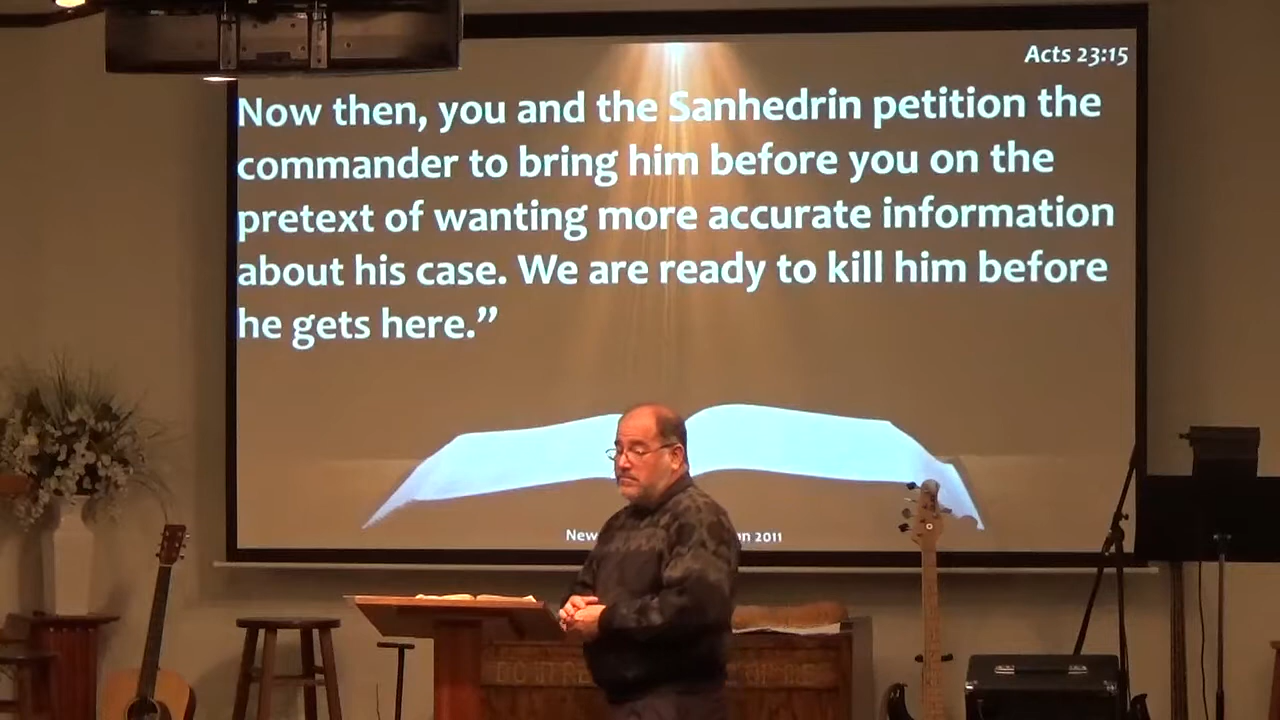 Acts 23:15
Now then, you and the Sanhedrin petition the
commander to bring him before you on the
pretext of wanting more accurate information
about his case. We are ready to kill him before
he gets here.”
New 2011